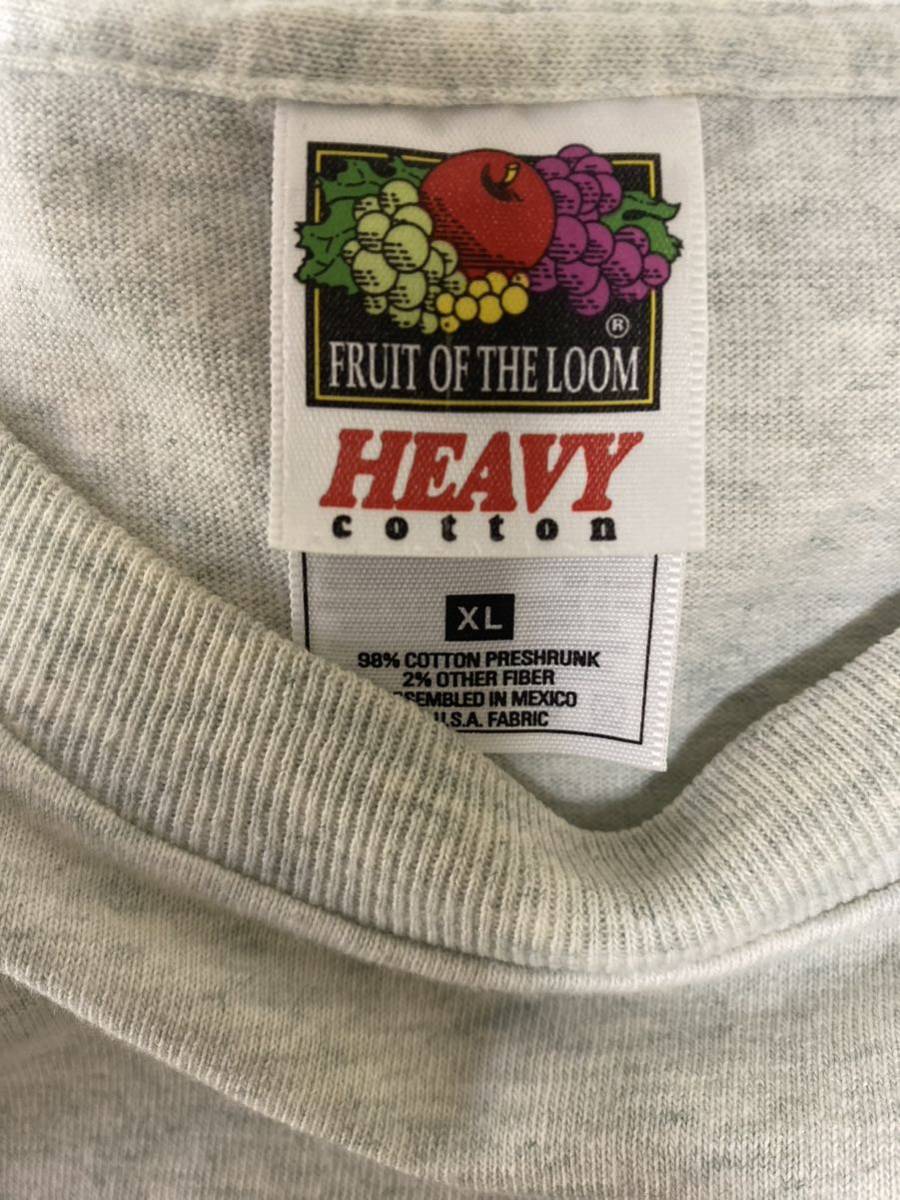 ®
FRUIT OF THE LOOM
HEAVY
cotton
XL
98% COTTON PRESHRUNK
2% OTHER FIBER
SEMBLED IN MEXICO
U.S.A. FABRIC